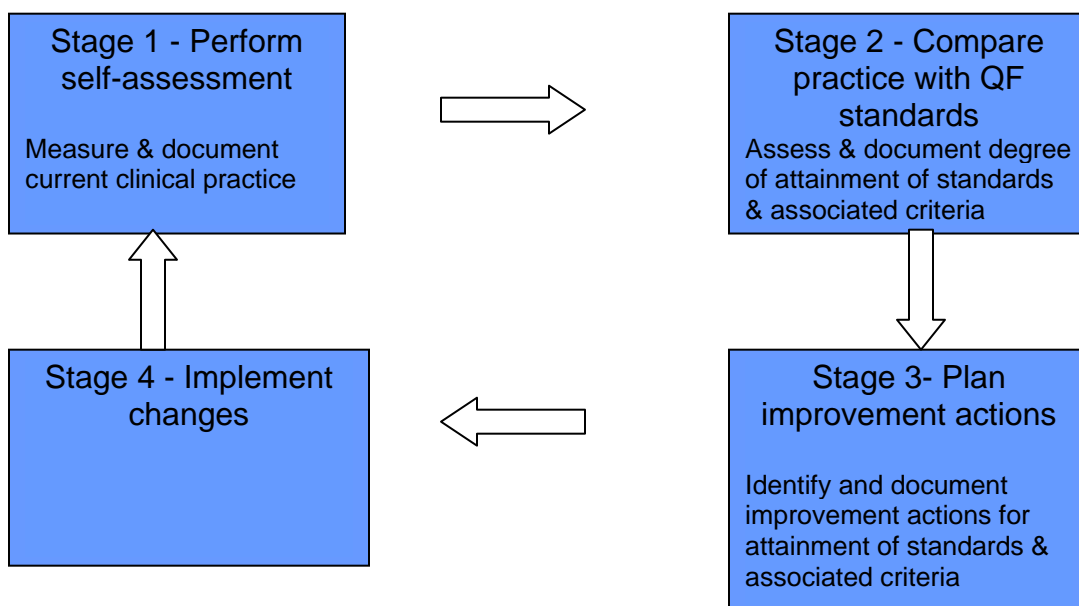 Stage 1 - Perform
self-assessment
Measure & document
current clinical practice
Stage 2 - Compare
practice with QF
standards
Assess & document degree
of attainment of standards
& associated criteria
Stage 3- Plan
improvement actions
Identify and document
improvement actions for
attainment of standards &
associated criteria
Stage 4 - Implement
changes